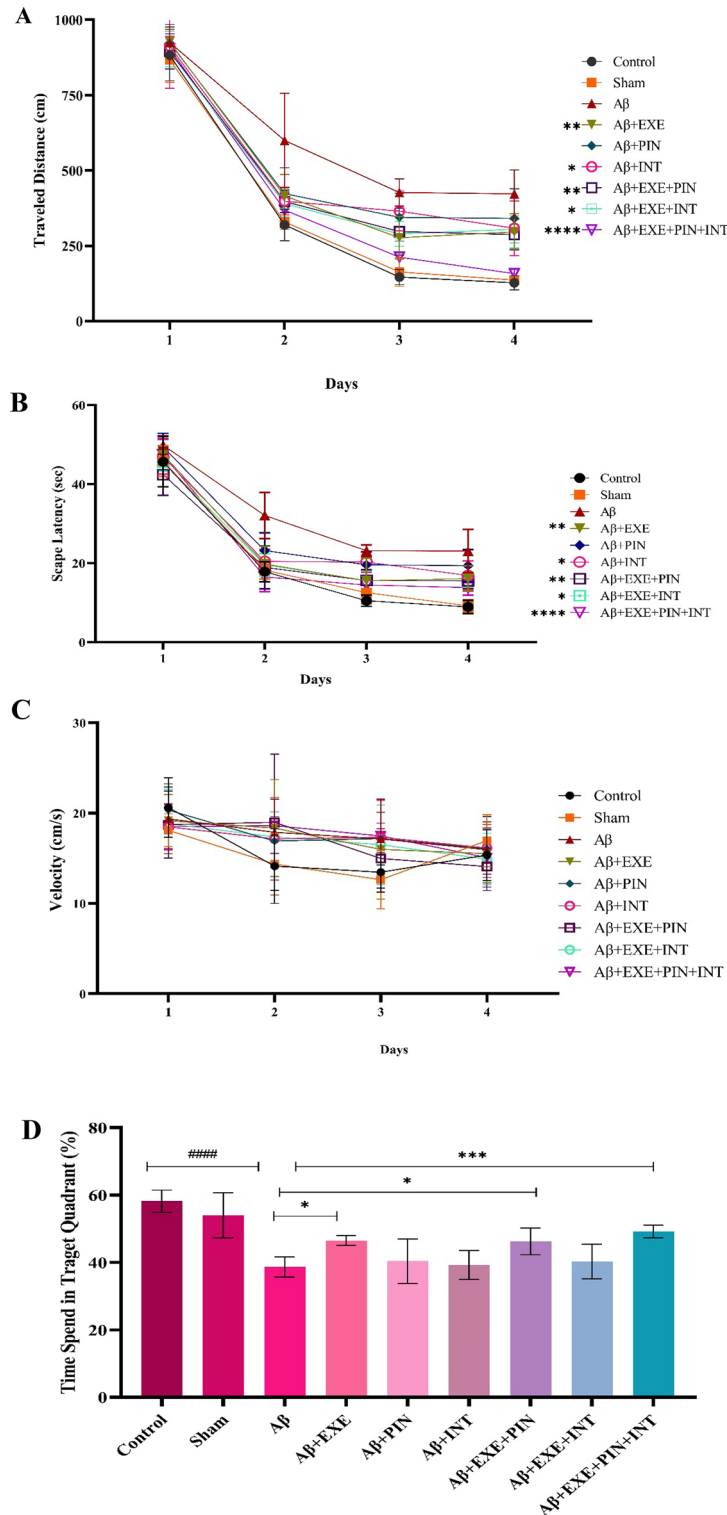 A
1000
750
500
250
0
Traveled Distance (cm)
1 2 3 4
Days
Control
Sham
Aβ
** Aβ+EXE
Aβ+PIN
* Aβ+INT
** Aβ+EXE+PIN
* Aβ+EXE+INT
**** Aβ+EXE+PIN+INT
B
60
40
20
0
Scape Latency (sec)
1 2 3 4
Days
Control
Sham
Aβ
** Aβ+EXE
Aβ+PIN
* Aβ+INT
** Aβ+EXE+PIN
* Aβ+EXE+INT
**** Aβ+EXE+PIN+INT
C
30
20
10
0
Velocity (cm/s)
1 2 3 4
Days
Control
Sham
Aβ
Aβ+EXE
Aβ+PIN
Aβ+INT
Aβ+EXE+PIN
Aβ+EXE+INT
Aβ+EXE+PIN+INT
D
80
60
40
20
0
Time Spend in Traget Quadrant (%)
####
***
*
*
Control
Sham
Aβ
Aβ+EXE
Aβ+PIN
Aβ+INT
Aβ+EXE+PIN
Aβ+EXE+INT
Aβ+EXE+PIN+INT